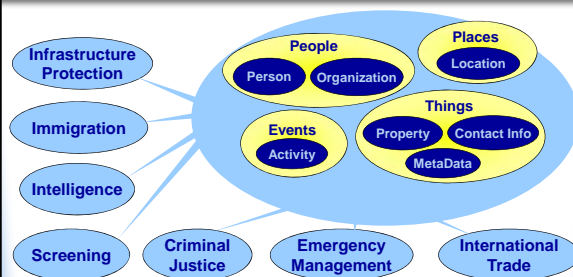 Infrastructure
Protection
Immigration
Intelligence
Screening
People
Person
Organization
Places
Location
Events
Activity
Things
Property
Contact Info
MetaData
Criminal
Justice
Emergency
Management
International
Trade